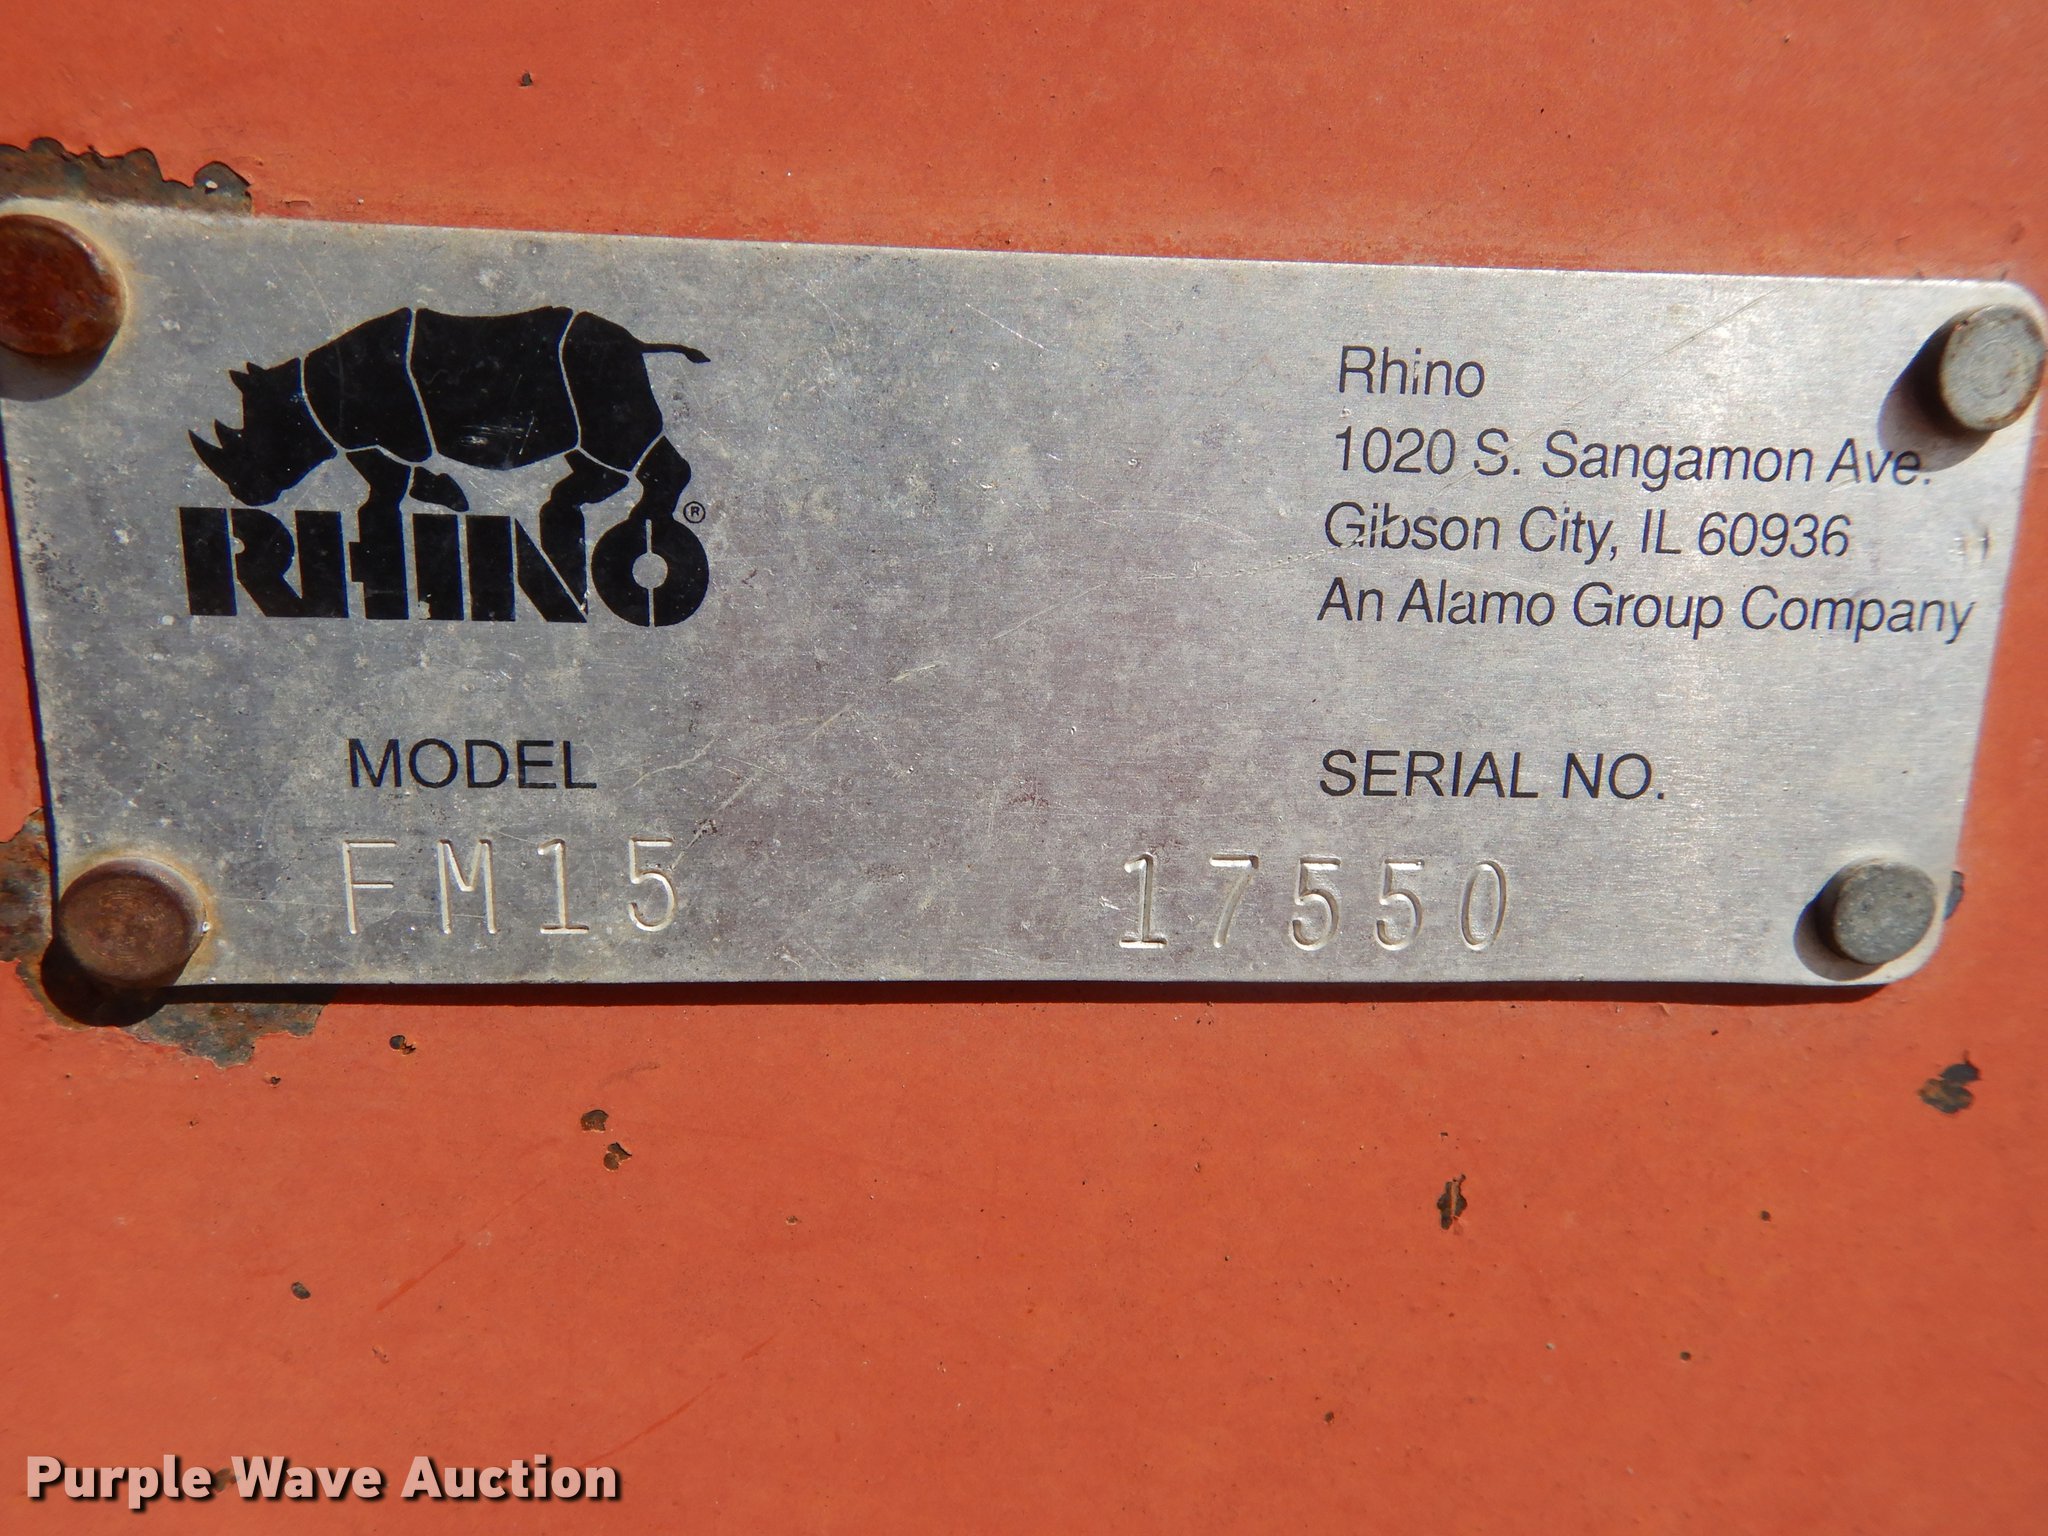 RHINO®
Rhino
1020 S. Sangamon Ave.
Gibson City, IL 60936
An Alamo Group Company
MODEL
FM15
SERIAL NO.
17550
Purple Wave Auction